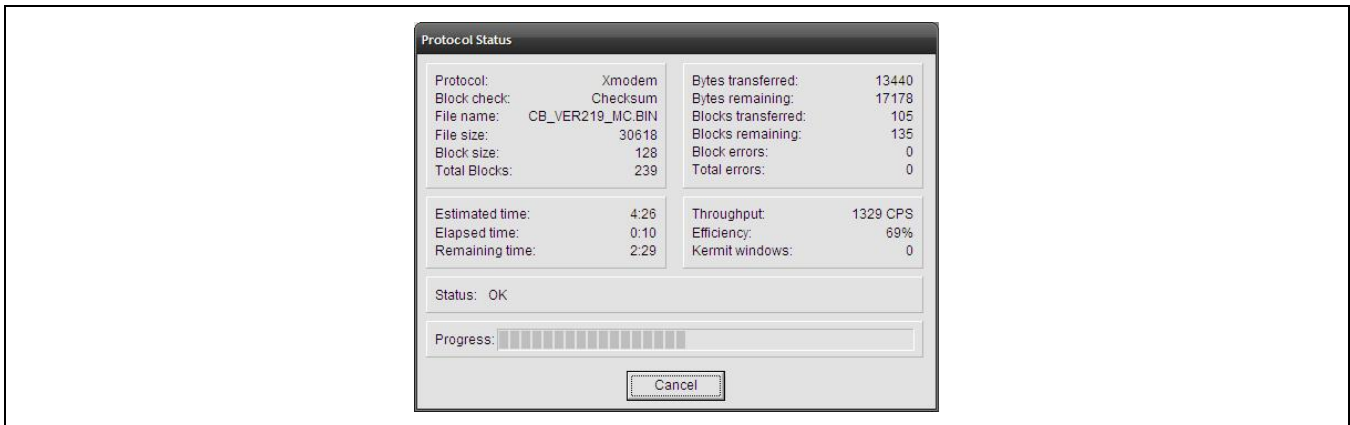 Protocol Status
Protocol: Xmodem
Block check: Checksum
File name: CB_VER219_MC.BIN
File size: 30618
Block size: 128
Total Blocks: 239
Bytes transferred: 13440
Bytes remaining: 17178
Blocks transferred: 105
Blocks remaining: 135
Block errors: 0
Total errors: 0
Estimated time: 4:26
Elapsed time: 0:10
Remaining time: 2:29
Throughput: 1329 CPS
Efficiency: 69%
Kermit windows: 0
Status: OK
Progress:
Cancel